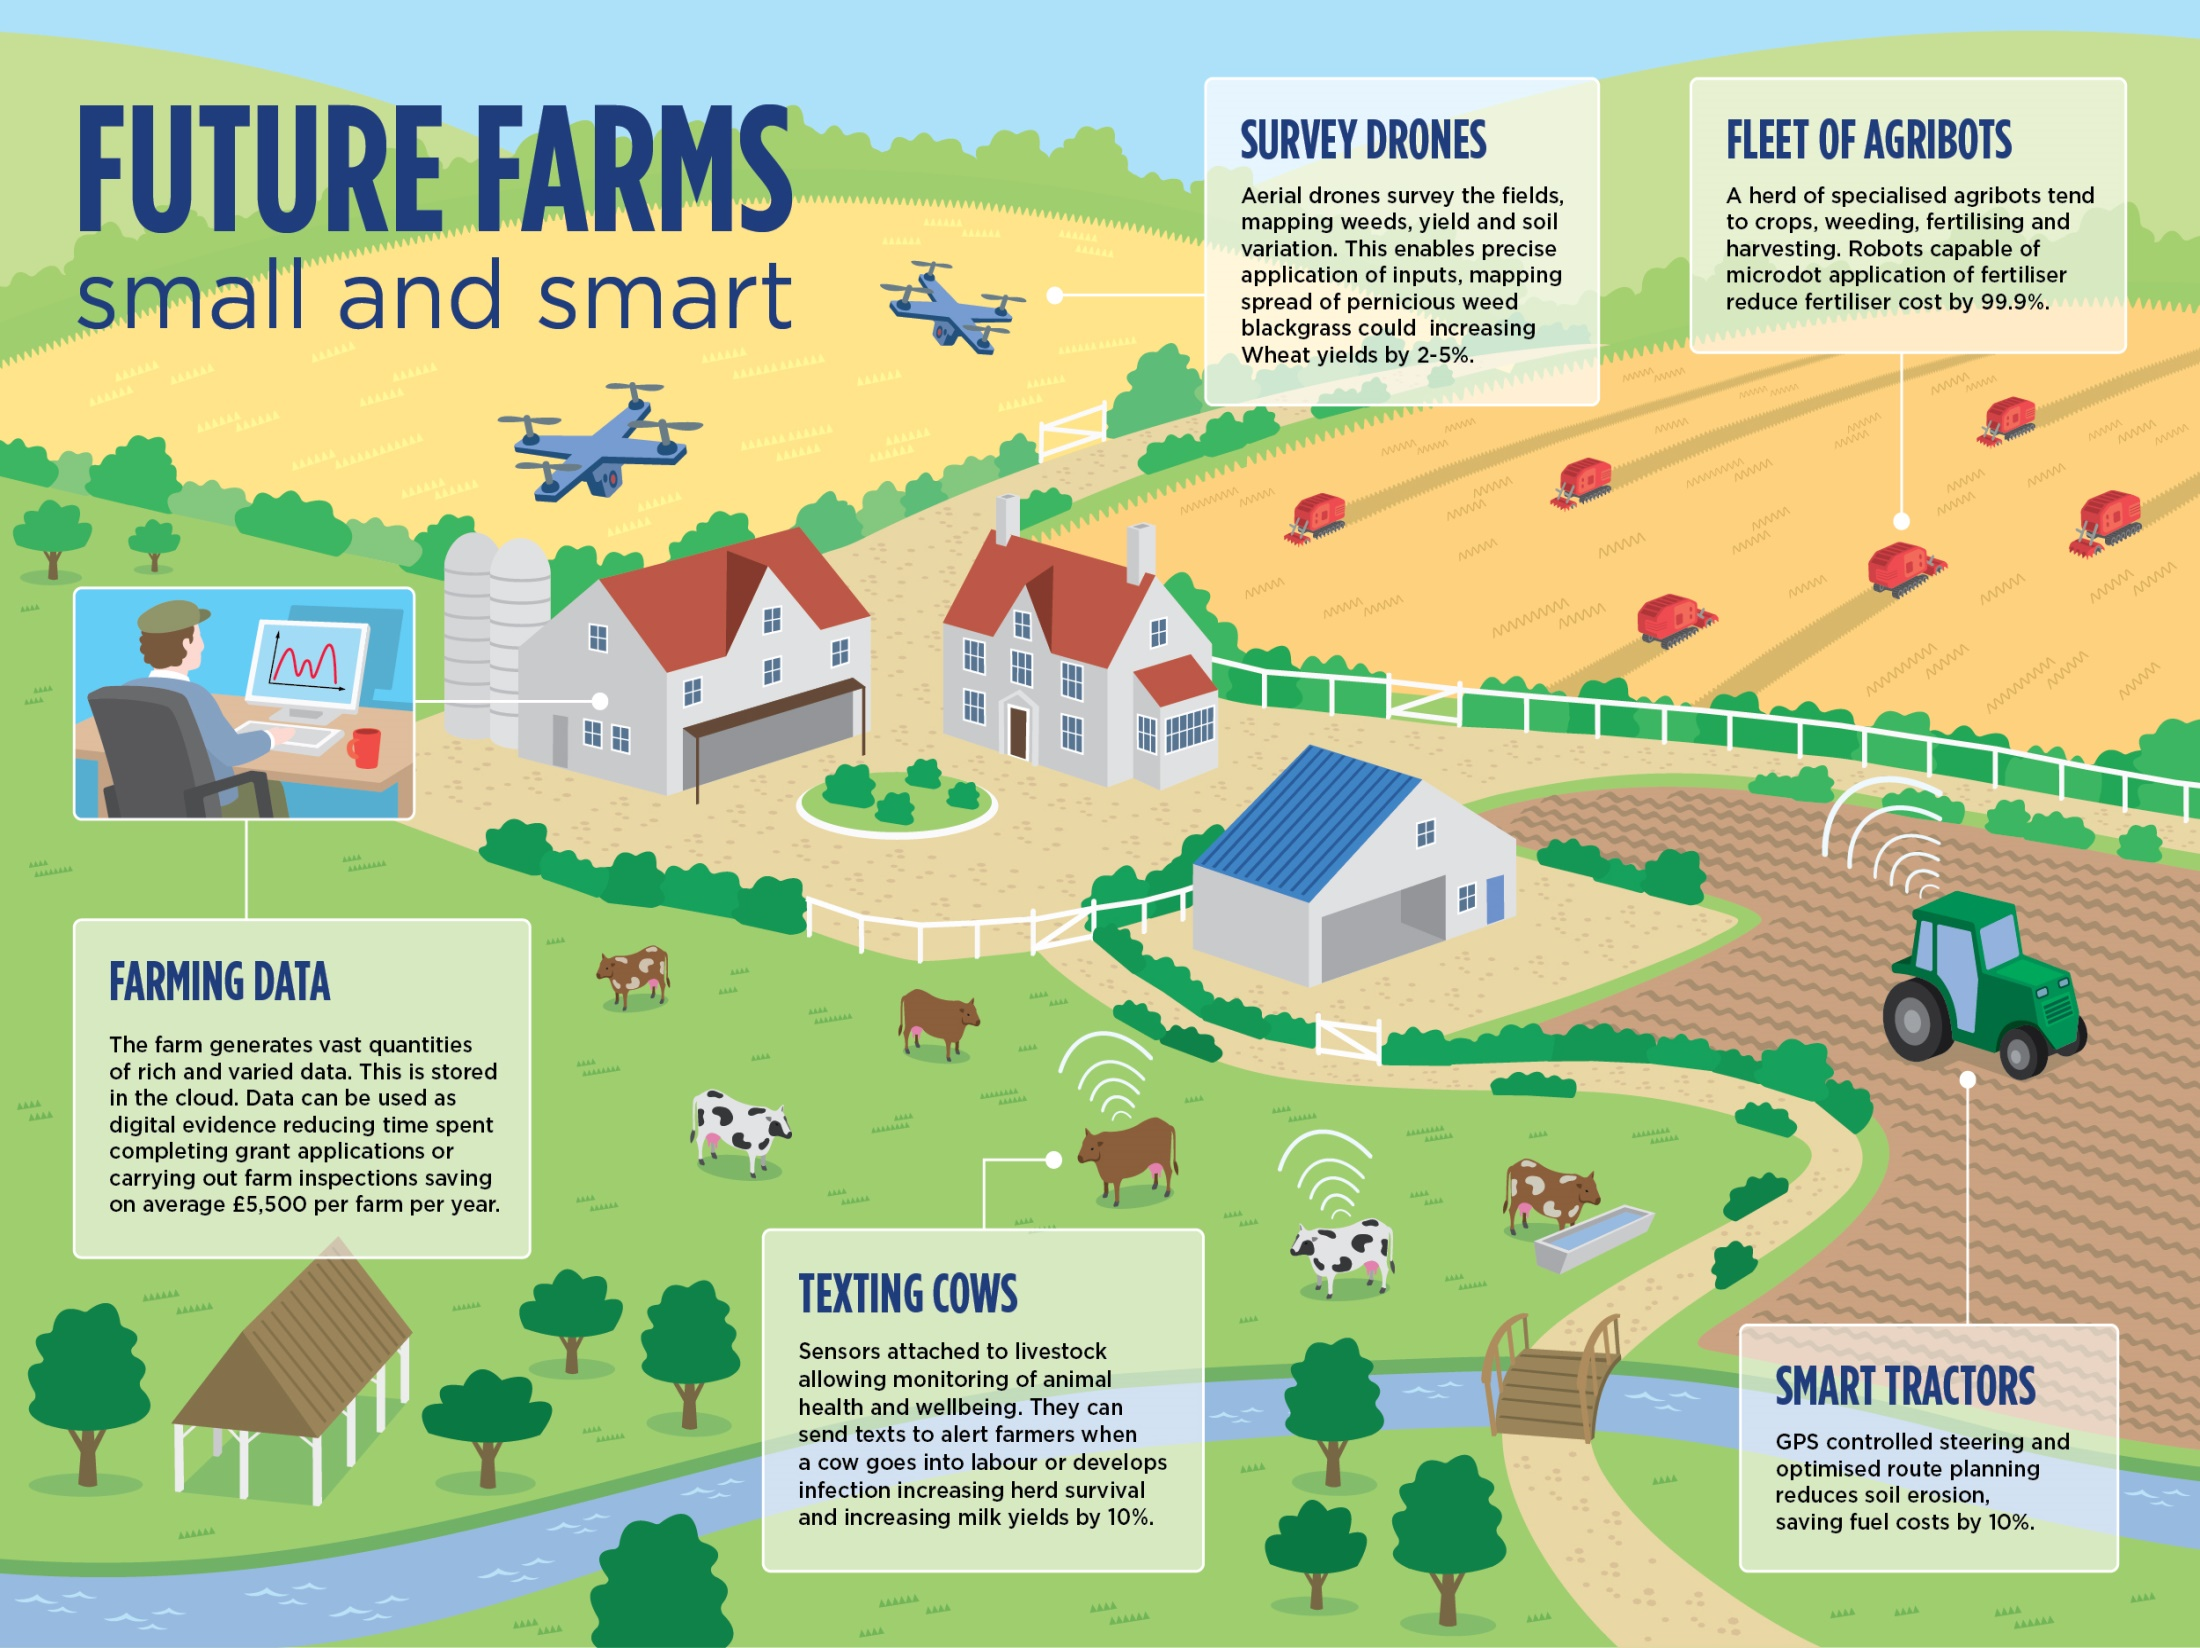 FUTURE FARMS
small and smart
SURVEY DRONES
Aerial drones survey the fields,
mapping weeds, yield and soil
variation. This enables precise
application of inputs, mapping
spread of pernicious weed
blackgrass could  increasing
Wheat yields by 2-5%.
FLEET OF AGRIBOTS
A herd of specialised agribots tend
to crops, weeding, fertilising and
harvesting. Robots capable of
microdot application of fertiliser
reduce fertiliser cost by 99.9%.
FARMING DATA
The farm generates vast quantities
of rich and varied data. This is stored
in the cloud. Data can be used as
digital evidence reducing time spent
completing grant applications or
carrying out farm inspections saving
on average £5,500 per farm per year.
TEXTING COWS
Sensors attached to livestock
allowing monitoring of animal
health and wellbeing. They can
send texts to alert farmers when
a cow goes into labour or develops
infection increasing herd survival
and increasing milk yields by 10%.
SMART TRACTORS
GPS controlled steering and
optimised route planning
reduces soil erosion,
saving fuel costs by 10%.